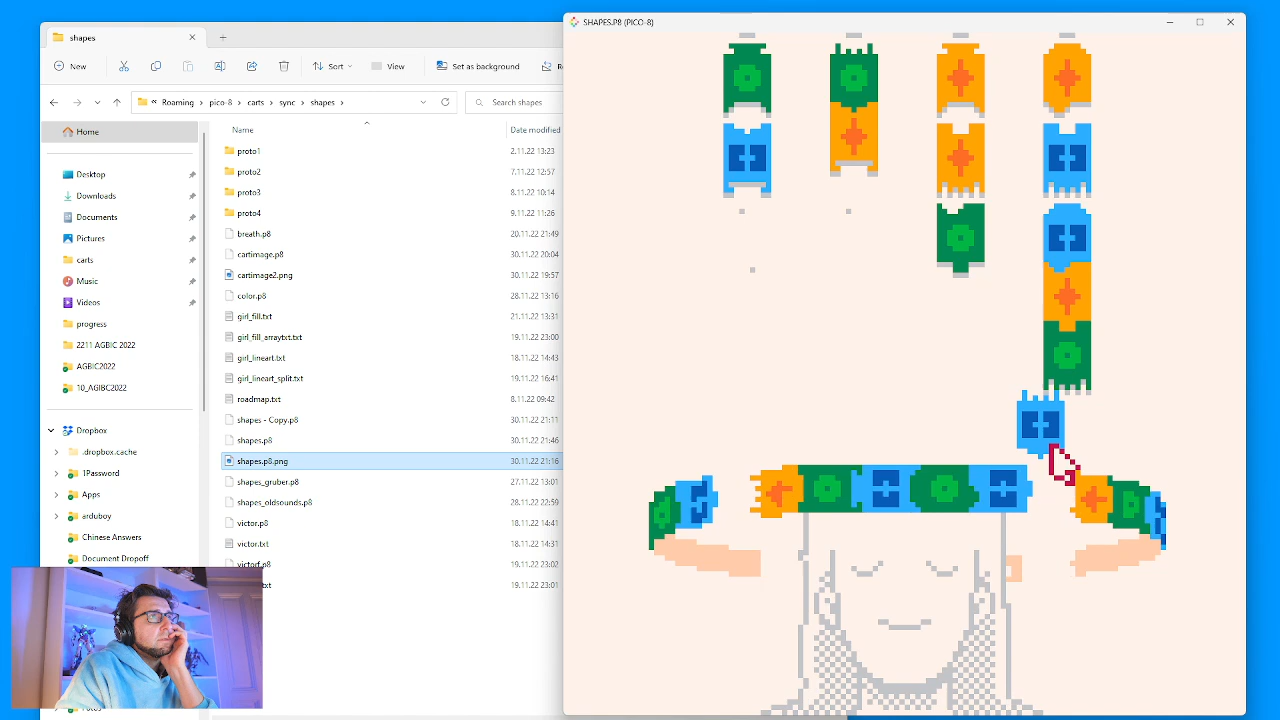 shapes
New
Sort
View
Set as background
« Roaming > pico-8 > carts > sync > shapes >
Search shapes
Home
Desktop
Downloads
Documents
Pictures
carts
Music
Videos
progress
2211 AGBIC 2022
AGBIC2022
10_AGIBC2022
Dropbox
.dropbox.cache
1Password
Apps
arduboy
Chinese Answers
Document Dropoff
Name
Date modified
proto1
2.11.22 13:23
proto2
7.11.22 12:57
proto3
8.11.22 10:14
proto4
9.11.22 11:26
breath.p8
20.11.22 21:49
cartimage.p8
30.11.22 20:04
cartimage2.png
30.11.22 19:57
color.p8
28.11.22 13:16
girl_fill.txt
21.11.22 13:31
girl_fill_arraytxt.txt
19.11.22 23:00
girl_lineart.txt
18.11.22 14:43
girl_lineart_split.txt
19.11.22 16:41
roadmap.txt
8.11.22 09:42
shapes - Copy.p8
30.11.22 21:11
shapes.p8
30.11.22 21:46
shapes.p8.png
30.11.22 21:16
shapes_gruber.p8
27.11.22 13:01
shapes_oldsounds.p8
28.11.22 22:59
victor.p8
18.11.22 14:41
victor.txt
18.11.22 14:31
19.11.22 23:02
19.11.22 23:01
SHAPES.P8 (PICO-8)